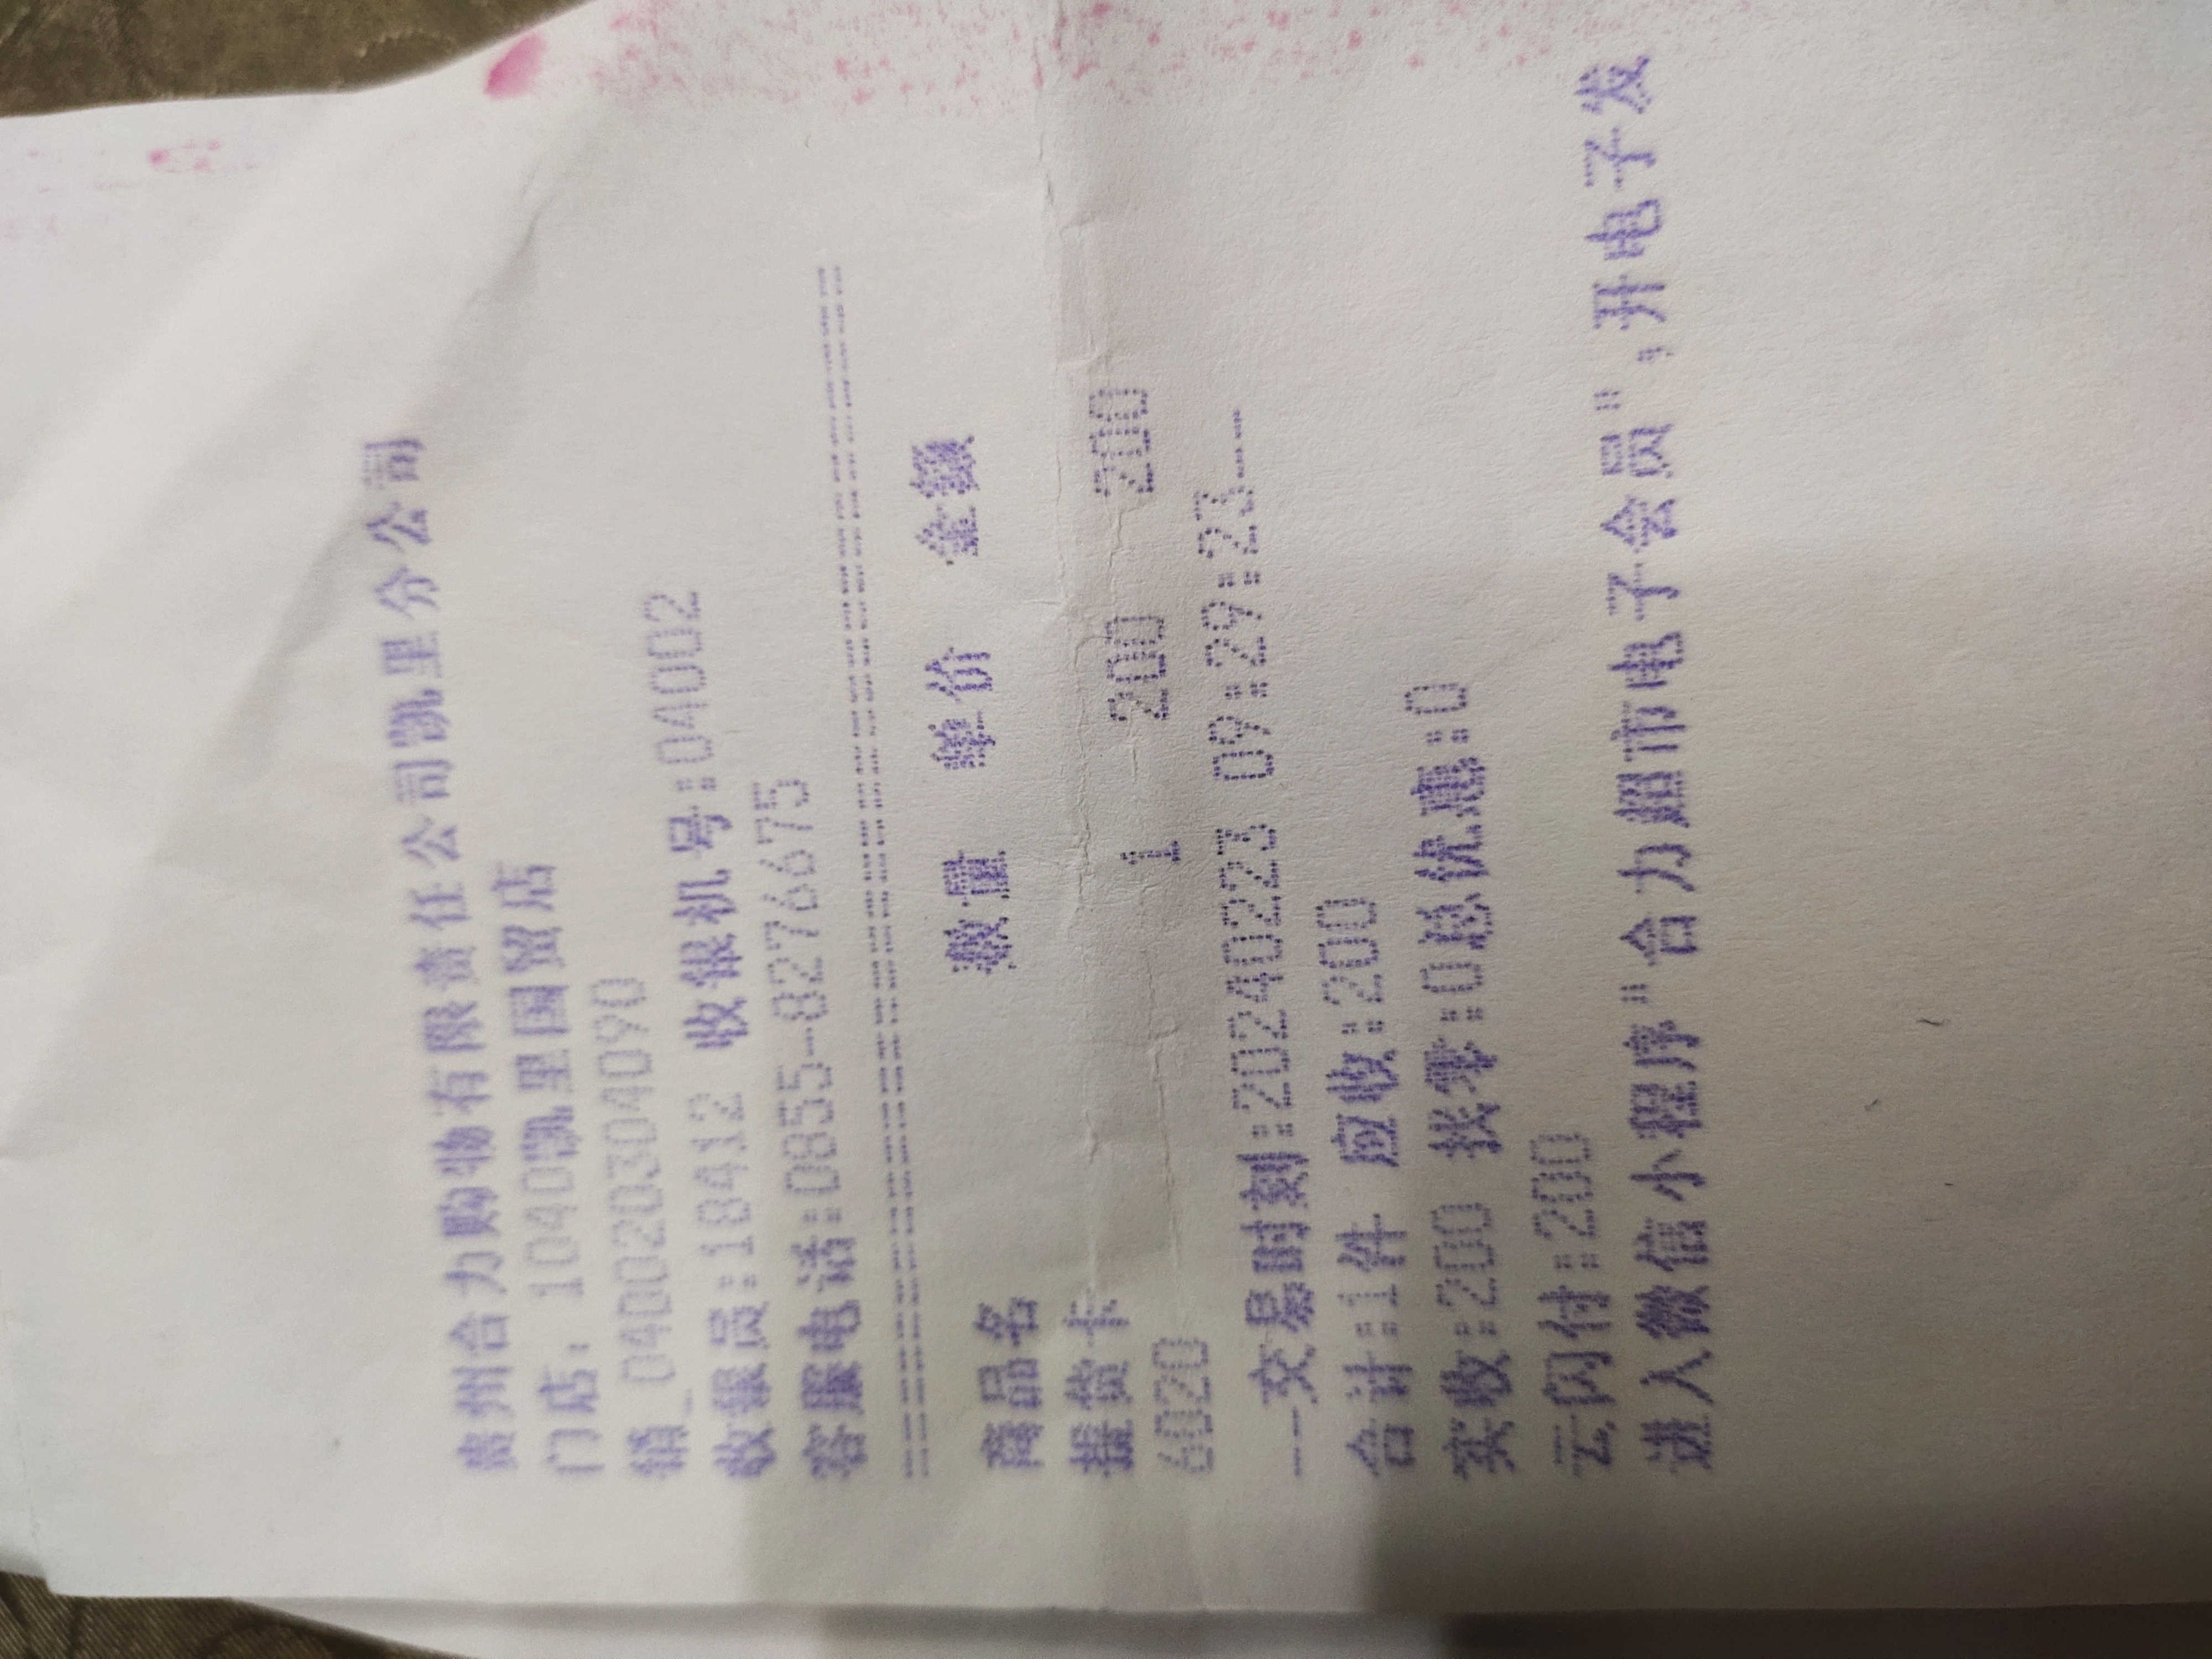 贵州合力购物有限责任公司凯里分公司
门店: 1040凯里国贸店
销_040020304090
收银员:18412 收银机号:04002
客服电话:0855-8276675
================================
商品名 数量 单价 金额
提货卡 1 200 200
6020
--交易时刻:20240223 09:29:23--
合计:1件 应收:200
实收:200 找零:0总优惠:0
云闪付:200
进入微信小程序"合力超市电子会员",开电子发